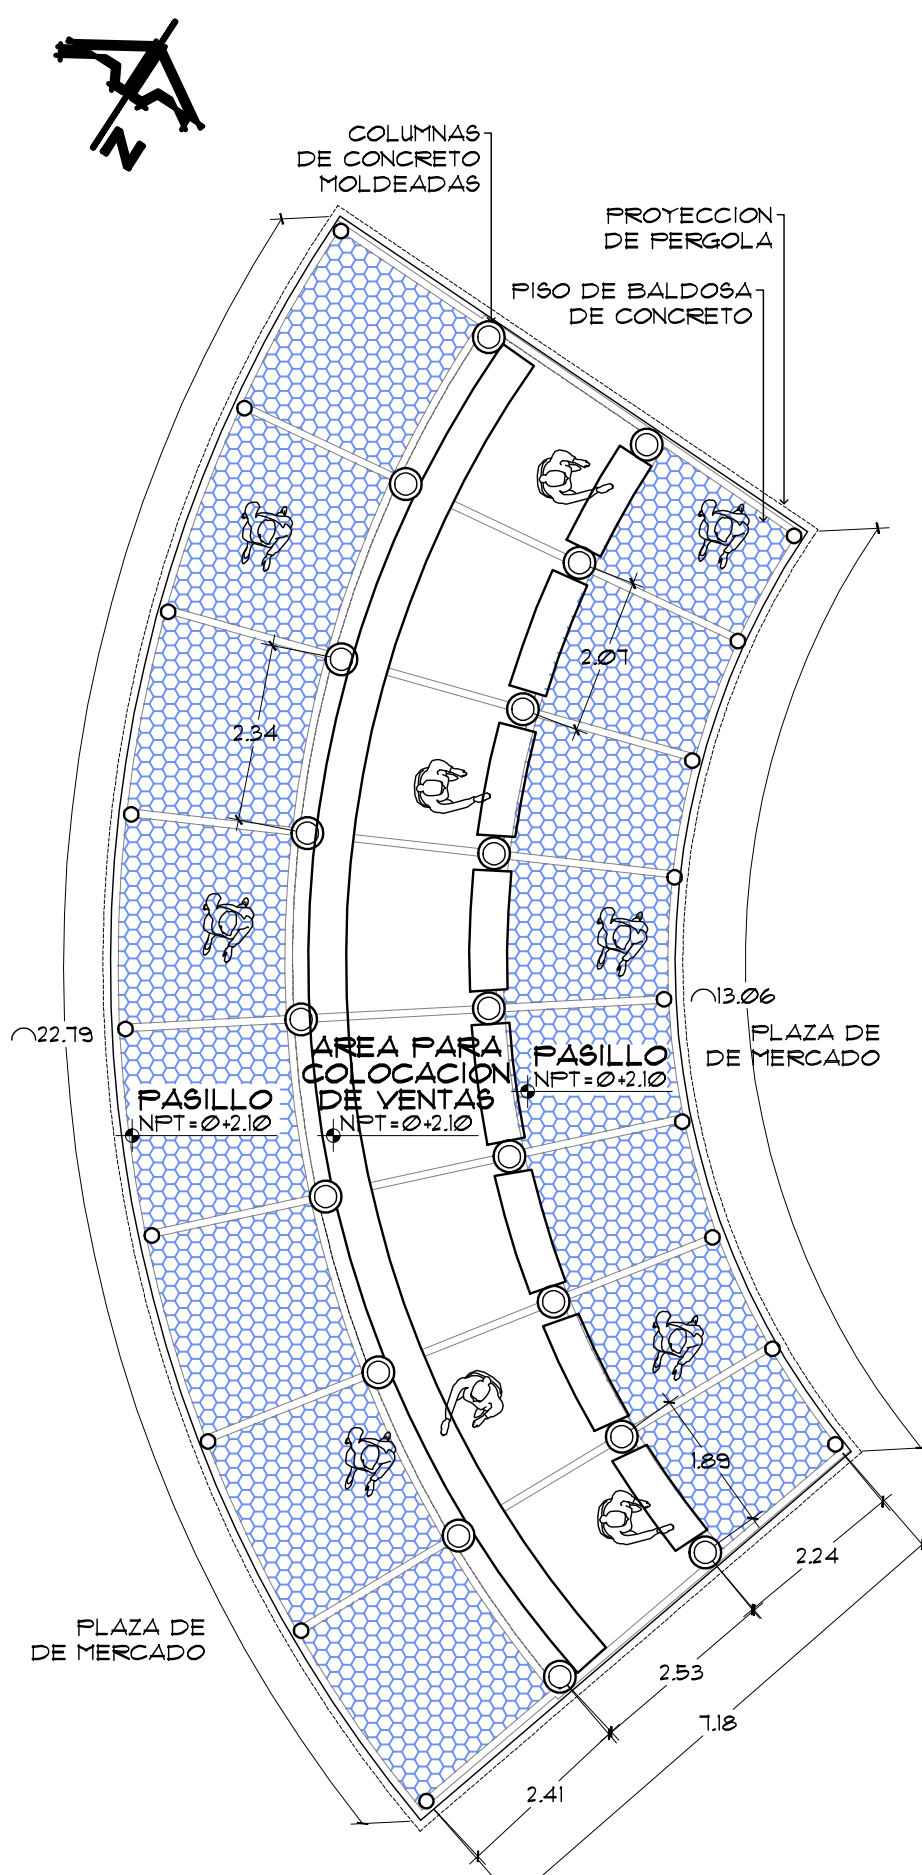 N
COLUMNAS
DE CONCRETO
MOLDEADAS
PROYECCION
DE PERGOLA
PISO DE BALDOSA
DE CONCRETO
2.07
2.34
⌒13.06
⌒22.79
PLAZA DE
DE MERCADO
AREA PARA
COLOCACION
DE VENTAS
NPT=Ø+2.10
PASILLO
NPT=Ø+2.10
PASILLO
NPT=Ø+2.10
1.89
2.24
PLAZA DE
DE MERCADO
2.53
7.18
2.41